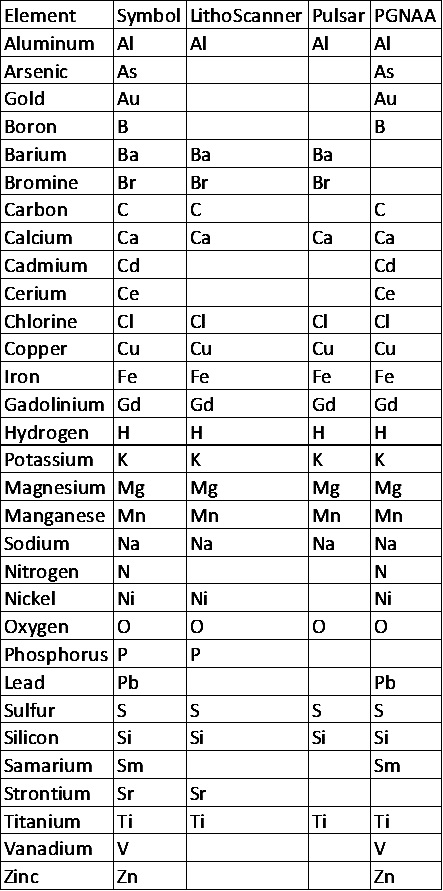 Element Symbol LithoScanner Pulsar PGNAA
Aluminum Al Al Al Al
Arsenic As As
Gold Au Au
Boron B B
Barium Ba Ba Ba
Bromine Br Br Br
Carbon C C C
Calcium Ca Ca Ca Ca
Cadmium Cd Cd
Cerium Ce Ce
Chlorine Cl Cl Cl Cl
Copper Cu Cu Cu Cu
Iron Fe Fe Fe Fe
Gadolinium Gd Gd Gd Gd
Hydrogen H H H H
Potassium K K K K
Magnesium Mg Mg Mg Mg
Manganese Mn Mn Mn Mn
Sodium Na Na Na Na
Nitrogen N N
Nickel Ni Ni Ni
Oxygen O O O O
Phosphorus P P
Lead Pb Pb
Sulfur S S S S
Silicon Si Si Si Si
Samarium Sm Sm
Strontium Sr Sr
Titanium Ti Ti Ti Ti
Vanadium V V
Zinc Zn Zn